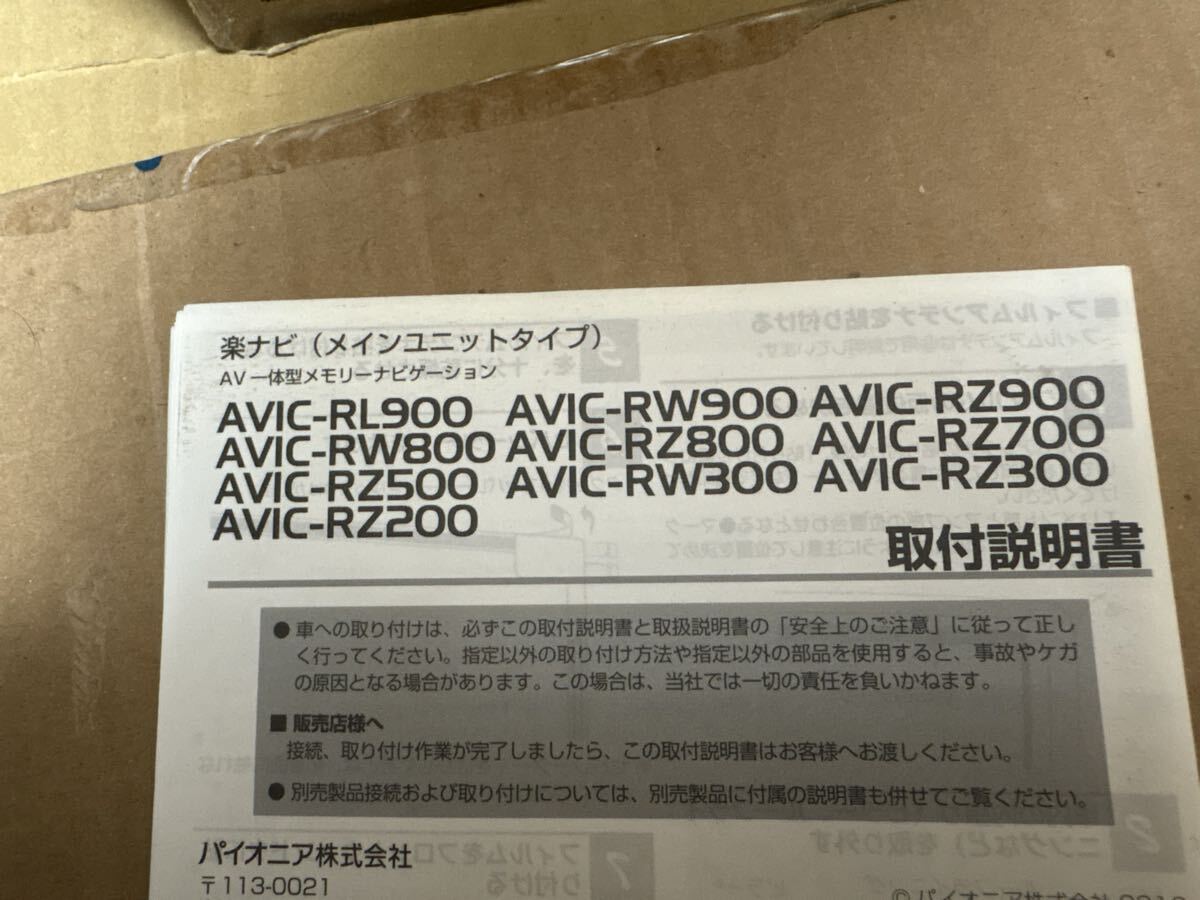 楽ナビ（メインユニットタイプ）
AV一体型メモリーナビゲーション
AVIC-RL900 AVIC-RW900 AVIC-RZ900
AVIC-RW800 AVIC-RZ800 AVIC-RZ700
AVIC-RZ500 AVIC-RW300 AVIC-RZ300
AVIC-RZ200
取付説明書
● 車への取り付けは、必ずこの取付説明書と取扱説明書の「安全上のご注意」に従って正し
く行ってください。指定以外の取り付け方法や指定以外の部品を使用すると、事故やケガ
の原因となる場合があります。この場合は、当社では一切の責任を負いかねます。
■ 販売店様へ
接続、取り付け作業が完了しましたら、この取付説明書はお客様へお渡しください。
● 別売製品接続および取り付けについては、別売製品に付属の説明書も併せてご覧ください。
パイオニア株式会社
〒113-0021
© パイオニア株式会社